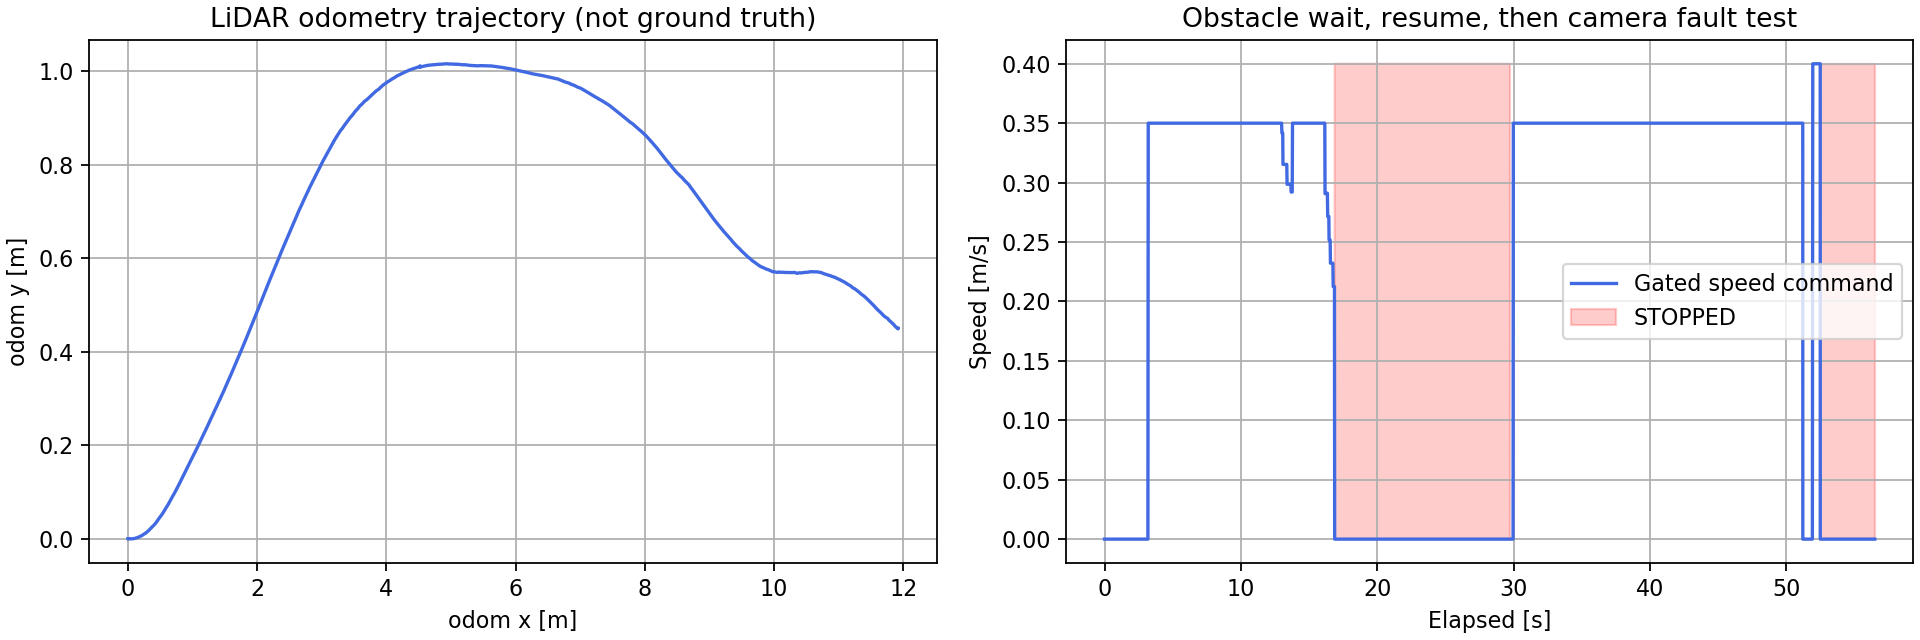 LiDAR odometry trajectory (not ground truth)
1.0
0.8
0.6
0.4
0.2
0.0
odom y [m]
0 2 4 6 8 10 12
odom x [m]
Obstacle wait, resume, then camera fault test
0.40
0.35
0.30
0.25
0.20
0.15
0.10
0.05
0.00
Speed [m/s]
Gated speed command
STOPPED
0 10 20 30 40 50
Elapsed [s]